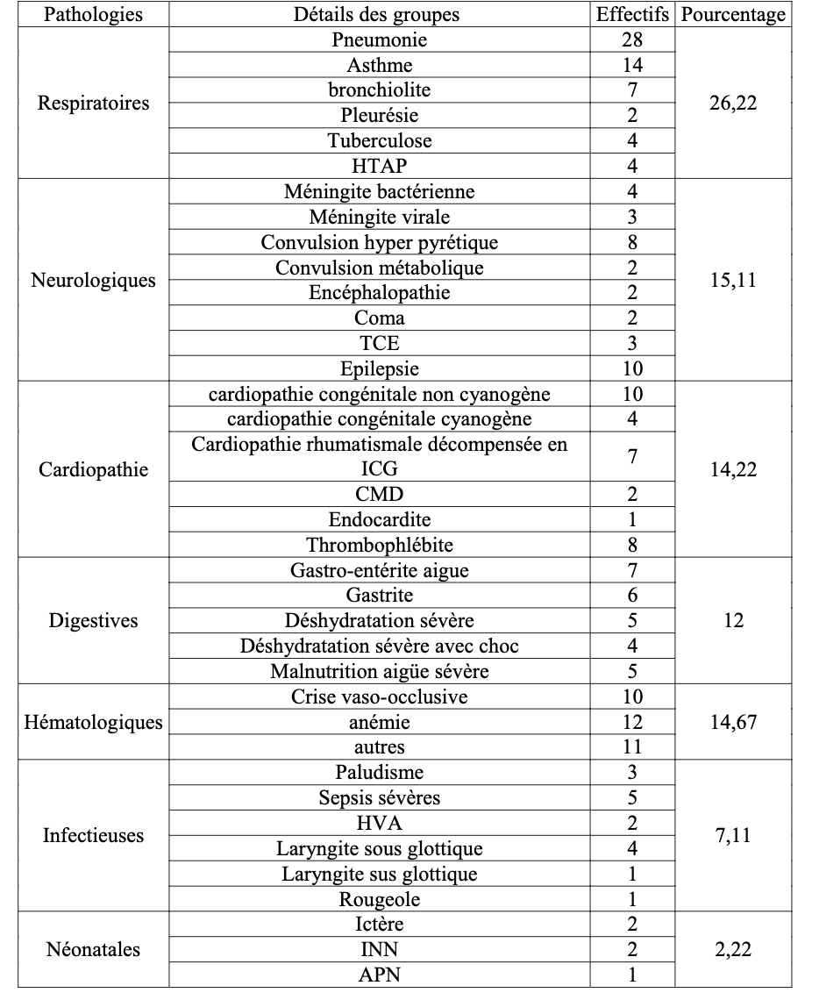 Pathologies Détails des groupes Effectifs Pourcentage
Pneumonie 28
Asthme 14
bronchiolite 7
Respiratoires 26,22
Pleurésie 2
Tuberculose 4
HTAP 4
Méningite bactérienne 4
Méningite virale 3
Convulsion hyper pyrétique 8
Convulsion métabolique 2
Neurologiques 15,11
Encéphalopathie 2
Coma 2
TCE 3
Epilepsie 10
cardiopathie congénitale non cyanogène 10
cardiopathie congénitale cyanogène 4
Cardiopathie rhumatismale décompensée en
ICG 7
Cardiopathie 14,22
CMD 2
Endocardite 1
Thrombophlébite 8
Gastro-entérite aigue 7
Gastrite 6
Digestives Déshydratation sévère 5 12
Déshydratation sévère avec choc 4
Malnutrition aigüe sévère 5
Crise vaso-occlusive 10
Hématologiques anémie 12 14,67
autres 11
Paludisme 3
Sepsis sévères 5
HVA 2
Infectieuses 7,11
Laryngite sous glottique 4
Laryngite sus glottique 1
Rougeole 1
Ictère 2
Néonatales INN 2 2,22
APN 1